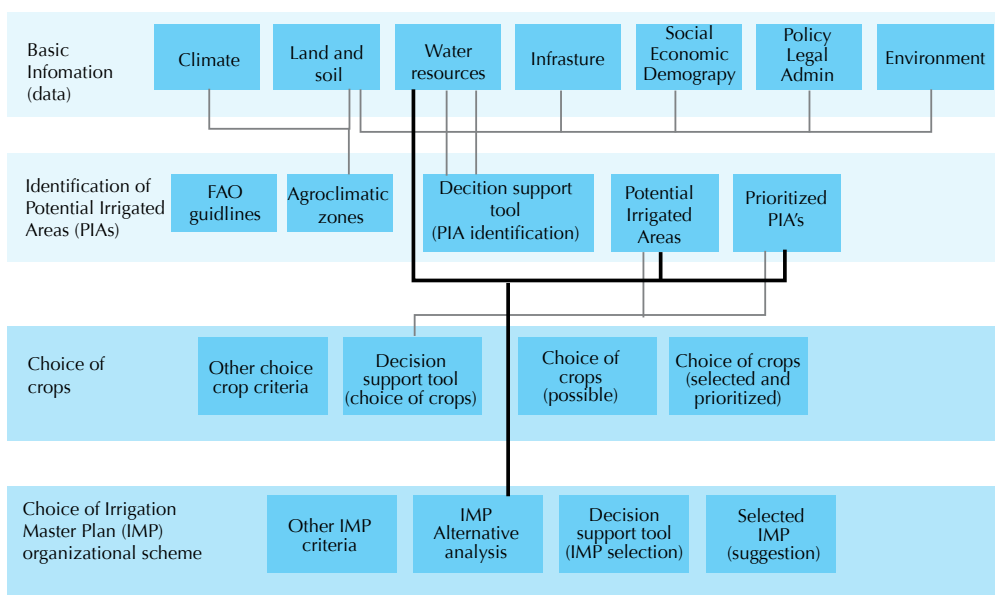 Basic
Infomation
(data)
Climate
Land and
soil
Water
resources
Infrasture
Social
Economic
Demograpy
Policy
Legal
Admin
Environment
Identification of
Potential Irrigated
Areas (PIAs)
FAO
guidlines
Agroclimatic
zones
Decition support
tool
(PIA identification)
Potential
Irrigated
Areas
Prioritized
PIA's
Choice of
crops
Other choice
crop criteria
Decision
support tool
(choice of crops)
Choice of
crops
(possible)
Choice of crops
(selected and
prioritized)
Choice of Irrigation
Master Plan (IMP)
organizational scheme
Other IMP
criteria
IMP
Alternative
analysis
Decision
support tool
(IMP selection)
Selected
IMP
(suggestion)